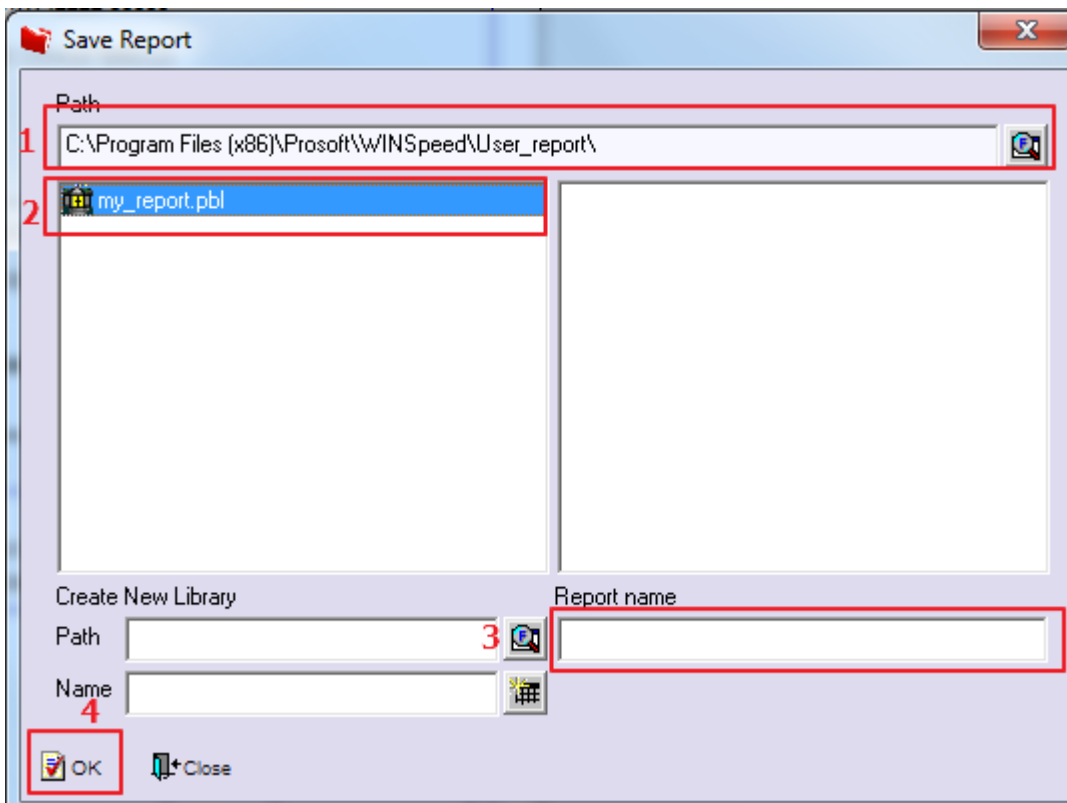 Save Report
Path
1
C:\Program Files (x86)\Prosoft\WINSpeed\User_report\
2
my_report.pbl
Create New Library
Report name
Path
3
Name
4
OK
Close